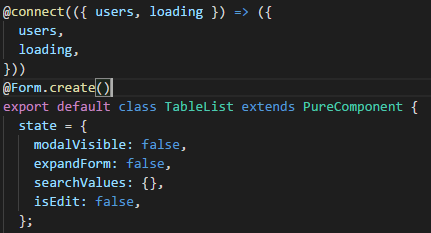 @connect(({ users, loading }) => ({
  users,
  loading,
}))
@Form.create()
export default class TableList extends PureComponent {
  state = {
    modalVisible: false,
    expandForm: false,
    searchValues: {},
    isEdit: false,
  };